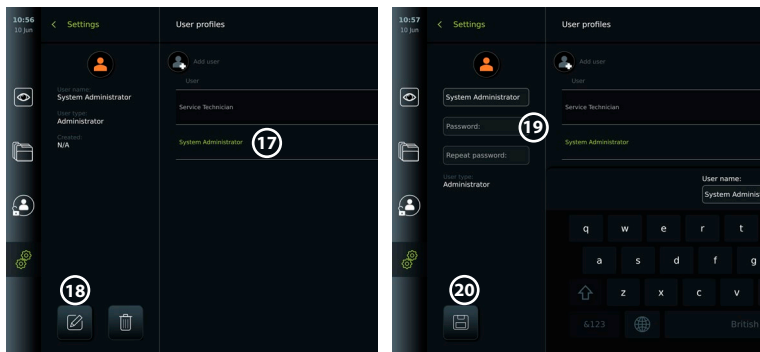 10:56
10 Jun
Settings
User profiles
Add user
User
User name:
System Administrator
User type:
Administrator
Created:
N/A
Service Technician
System Administrator
17
18
10:57
10 Jun
Settings
User profiles
Add user
User
System Administrator
Password:
19
Repeat password:
User type:
Administrator
Service Technician
System Administrator
User name:
System Adminis
q w e r t
a s d f g
z x c v
&123
British
20